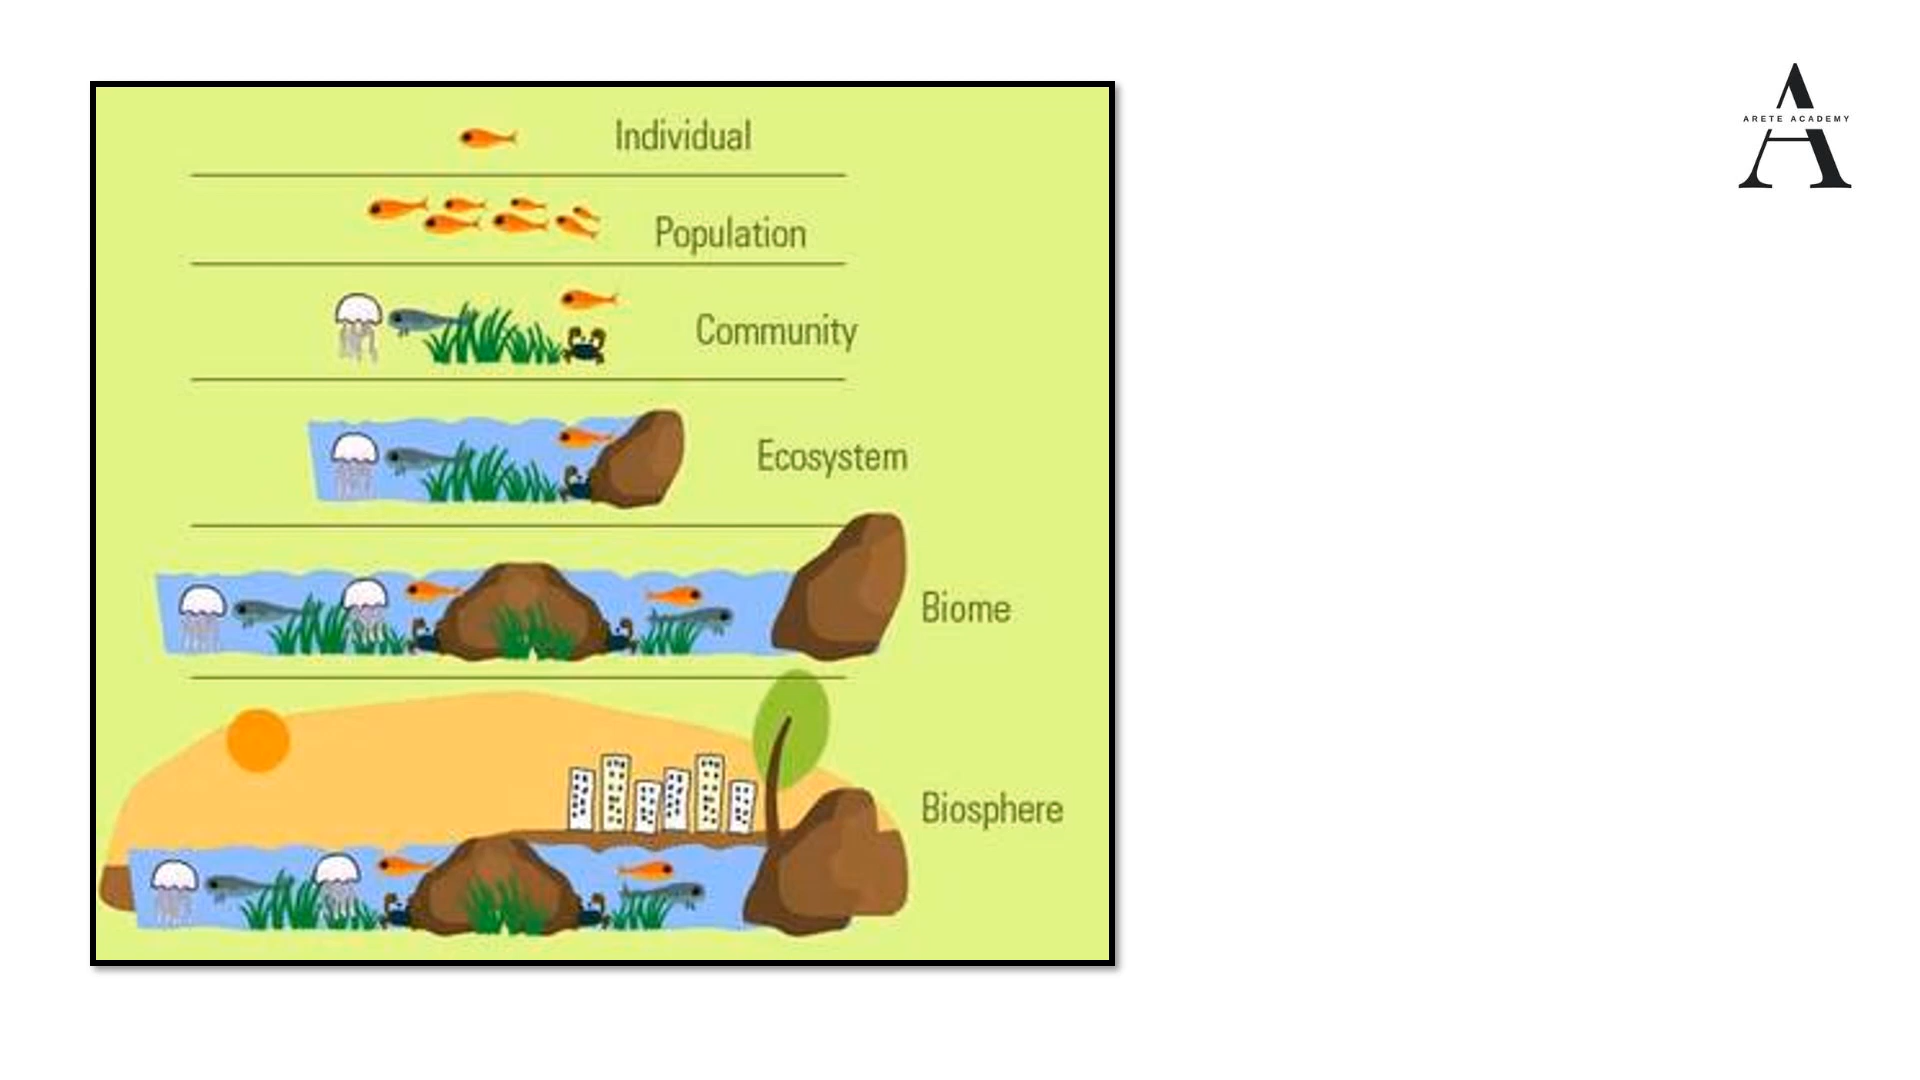 Individual
Population
Community
Ecosystem
Biome
Biosphere
ARETE ACADEMY